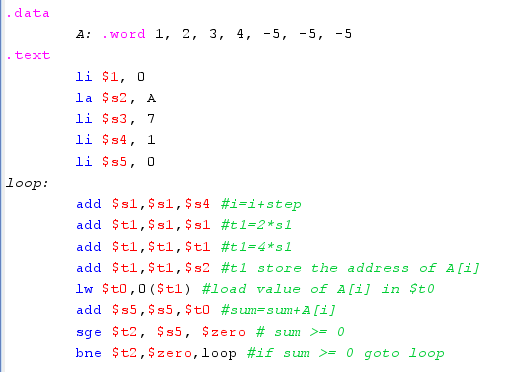 .data
A: .word 1, 2, 3, 4, -5, -5, -5
.text
li $1, 0
la $s2, A
li $s3, 7
li $s4, 1
li $s5, 0
loop:
add $s1,$s1,$s4 #i=i+step
add $t1,$s1,$s1 #t1=2*s1
add $t1,$t1,$t1 #t1=4*s1
add $t1,$t1,$s2 #t1 store the address of A[i]
lw $t0,0($t1) #load value of A[i] in $t0
add $s5,$s5,$t0 #sum=sum+A[i]
sge $t2, $s5, $zero # sum >= 0
bne $t2,$zero,loop #if sum >= 0 goto loop